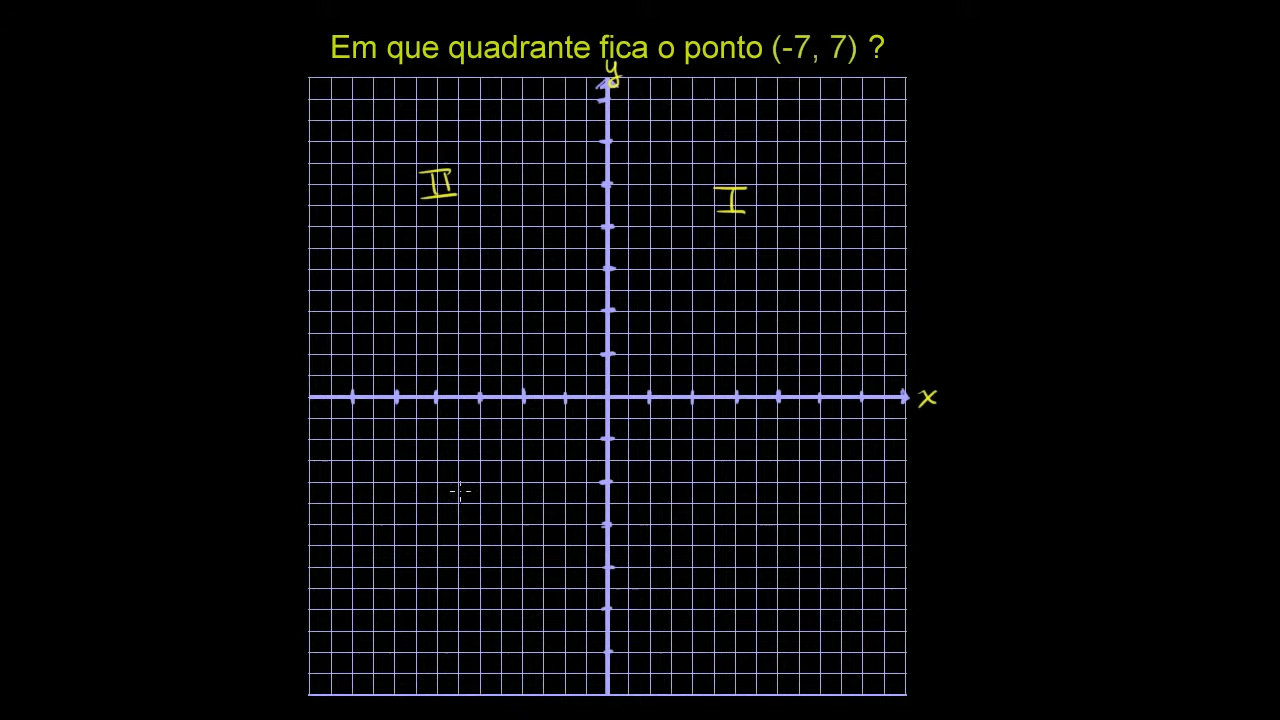 Em que quadrante fica o ponto (-7, 7) ?
y
II
I
x